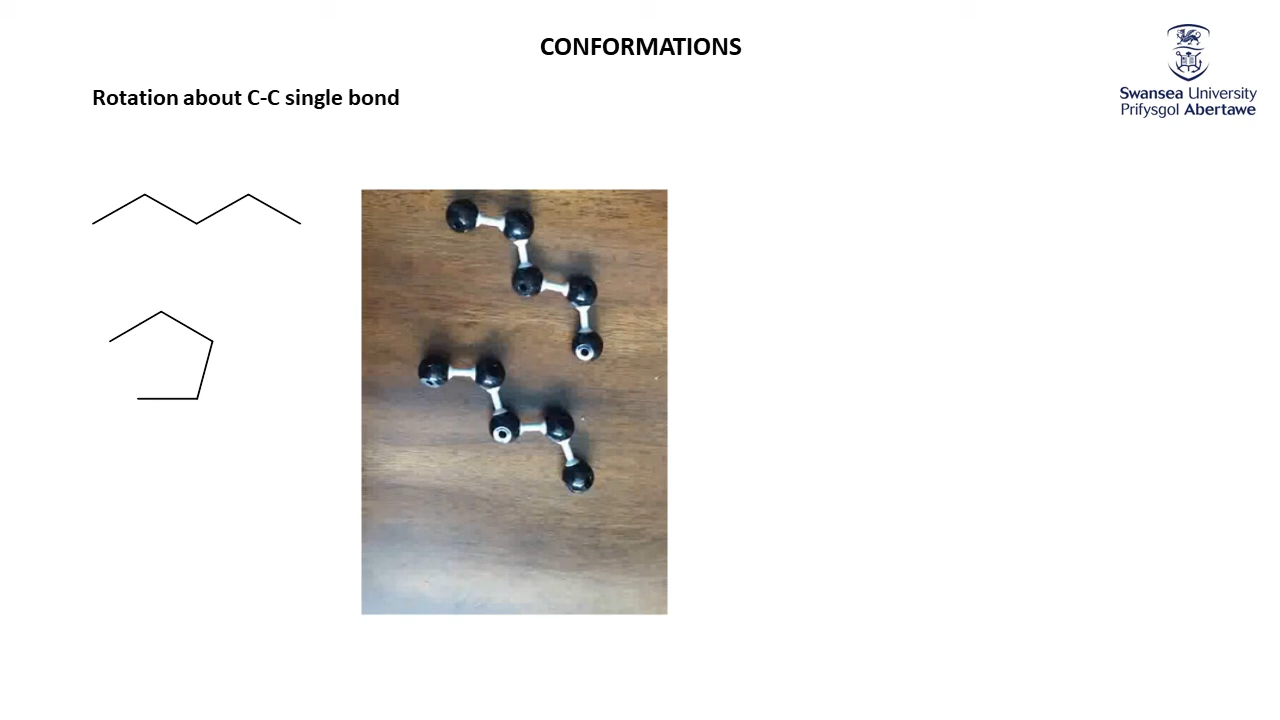 CONFORMATIONS
Rotation about C-C single bond
Swansea University
Prifysgol Abertawe